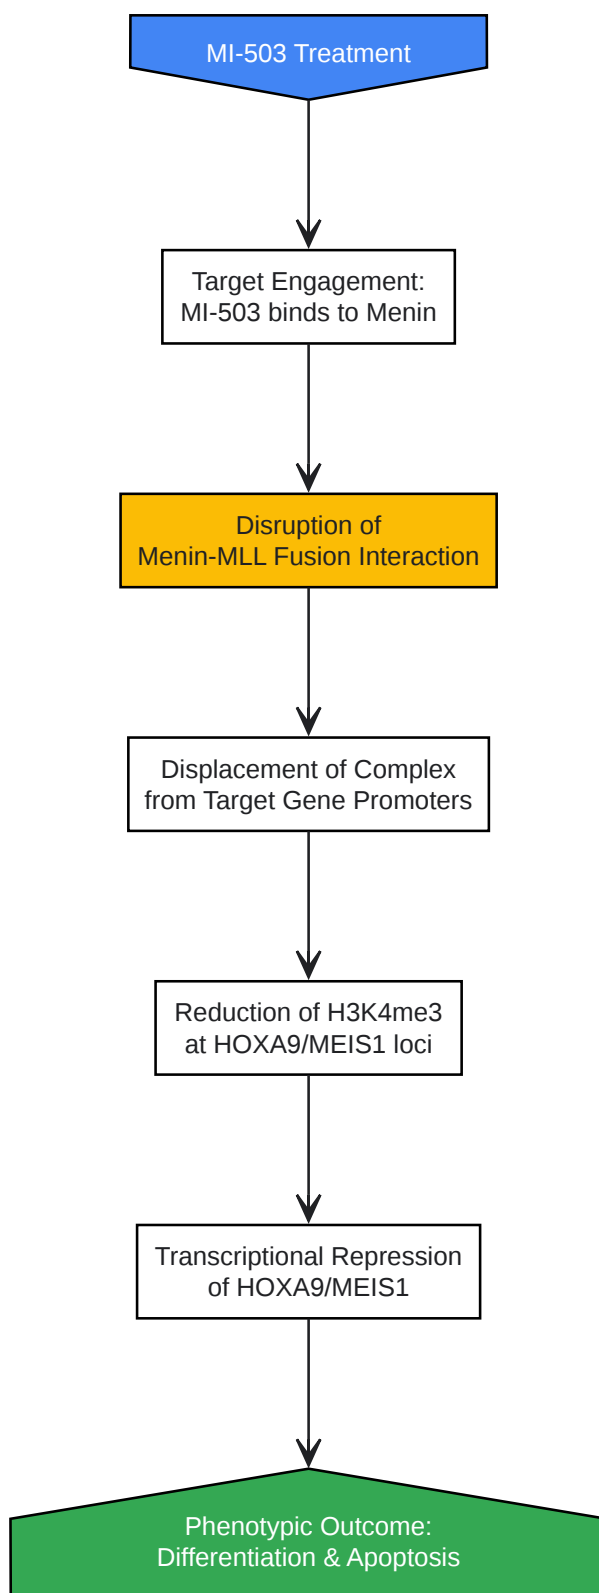 MI-503 Treatment
Target Engagement:
MI-503 binds to Menin
Disruption of
Menin-MLL Fusion Interaction
Displacement of Complex
from Target Gene Promoters
Reduction of H3K4me3
at HOXA9/MEIS1 loci
Transcriptional Repression
of HOXA9/MEIS1
Phenotypic Outcome:
Differentiation & Apoptosis